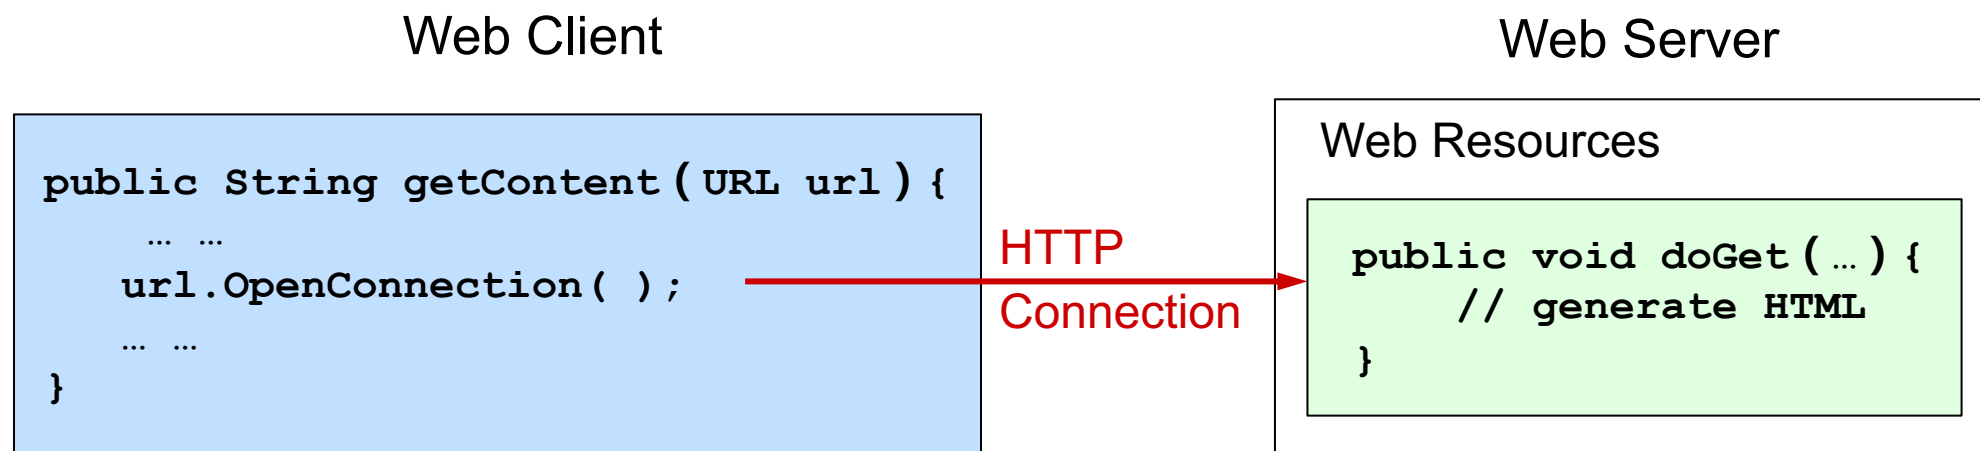 Web Client
public String getContent(URL url){
… …
url.OpenConnection( );
… …
}
HTTP
Connection
Web Server
Web Resources
public void doGet(…){
// generate HTML
}